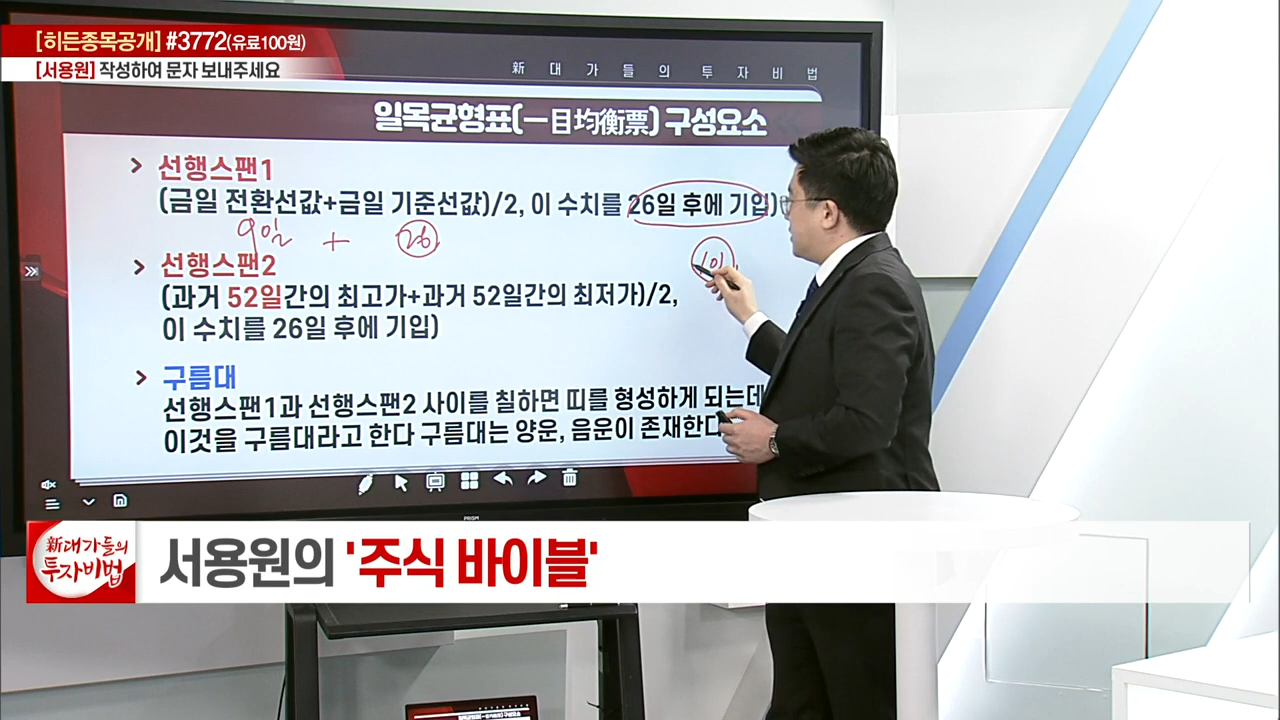 [히든종목공개] #3772(유료100원)
[서용원] 작성하여 문자 보내주세요
新 대 가 들 의 투 자 비 법
일목균형표(一目均衡票) 구성요소
선행스팬1
(금일 전환선값+금일 기준선값)/2, 이 수치를 26일 후에 기입)
9일 + 26
선행스팬2
(과거 52일간의 최고가+과거 52일간의 최저가)/2,
이 수치를 26일 후에 기입)
구름대
선행스팬1과 선행스팬2 사이를 칠하면 띠를 형성하게 되는데
이것을 구름대라고 한다 구름대는 양운, 음운이 존재한다
PRISM
新대가들의
투자비법
서용원의 '주식 바이블'